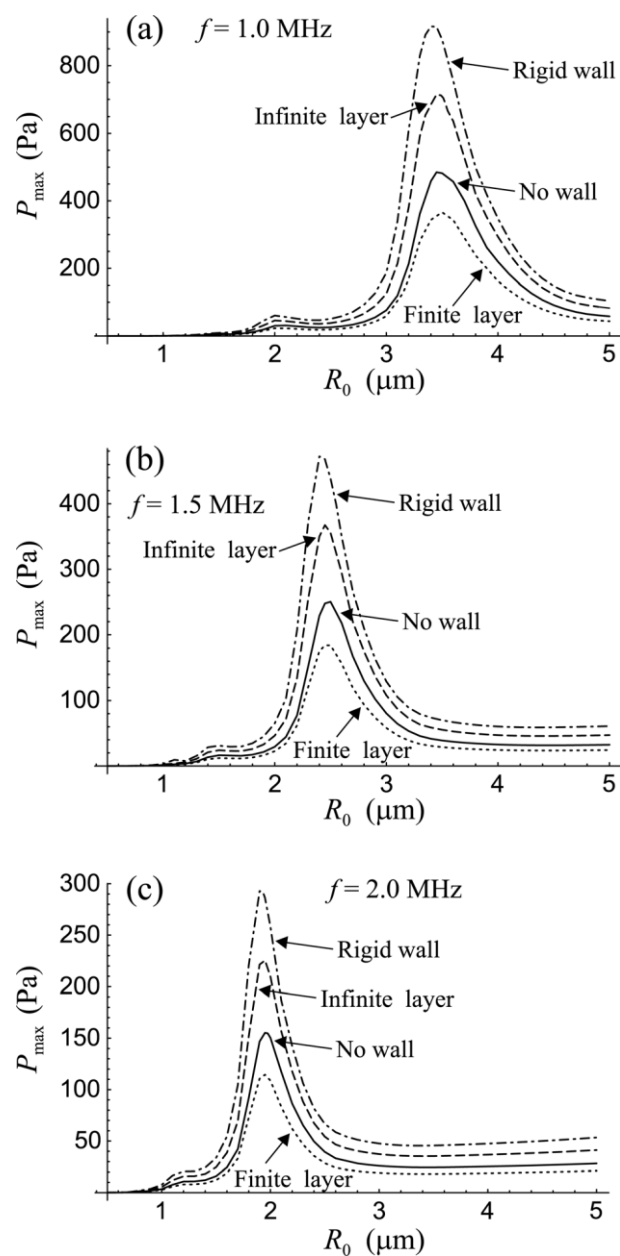 (a)
f = 1.0 MHz
800
600
400
200
P_max (Pa)
Rigid wall
Infinite layer
No wall
Finite layer
1 2 3 4 5
R_0 (μm)
(b)
f = 1.5 MHz
400
300
200
100
P_max (Pa)
Rigid wall
Infinite layer
No wall
Finite layer
1 2 3 4 5
R_0 (μm)
(c)
f = 2.0 MHz
300
250
200
150
100
50
P_max (Pa)
Rigid wall
Infinite layer
No wall
Finite layer
1 2 3 4 5
R_0 (μm)